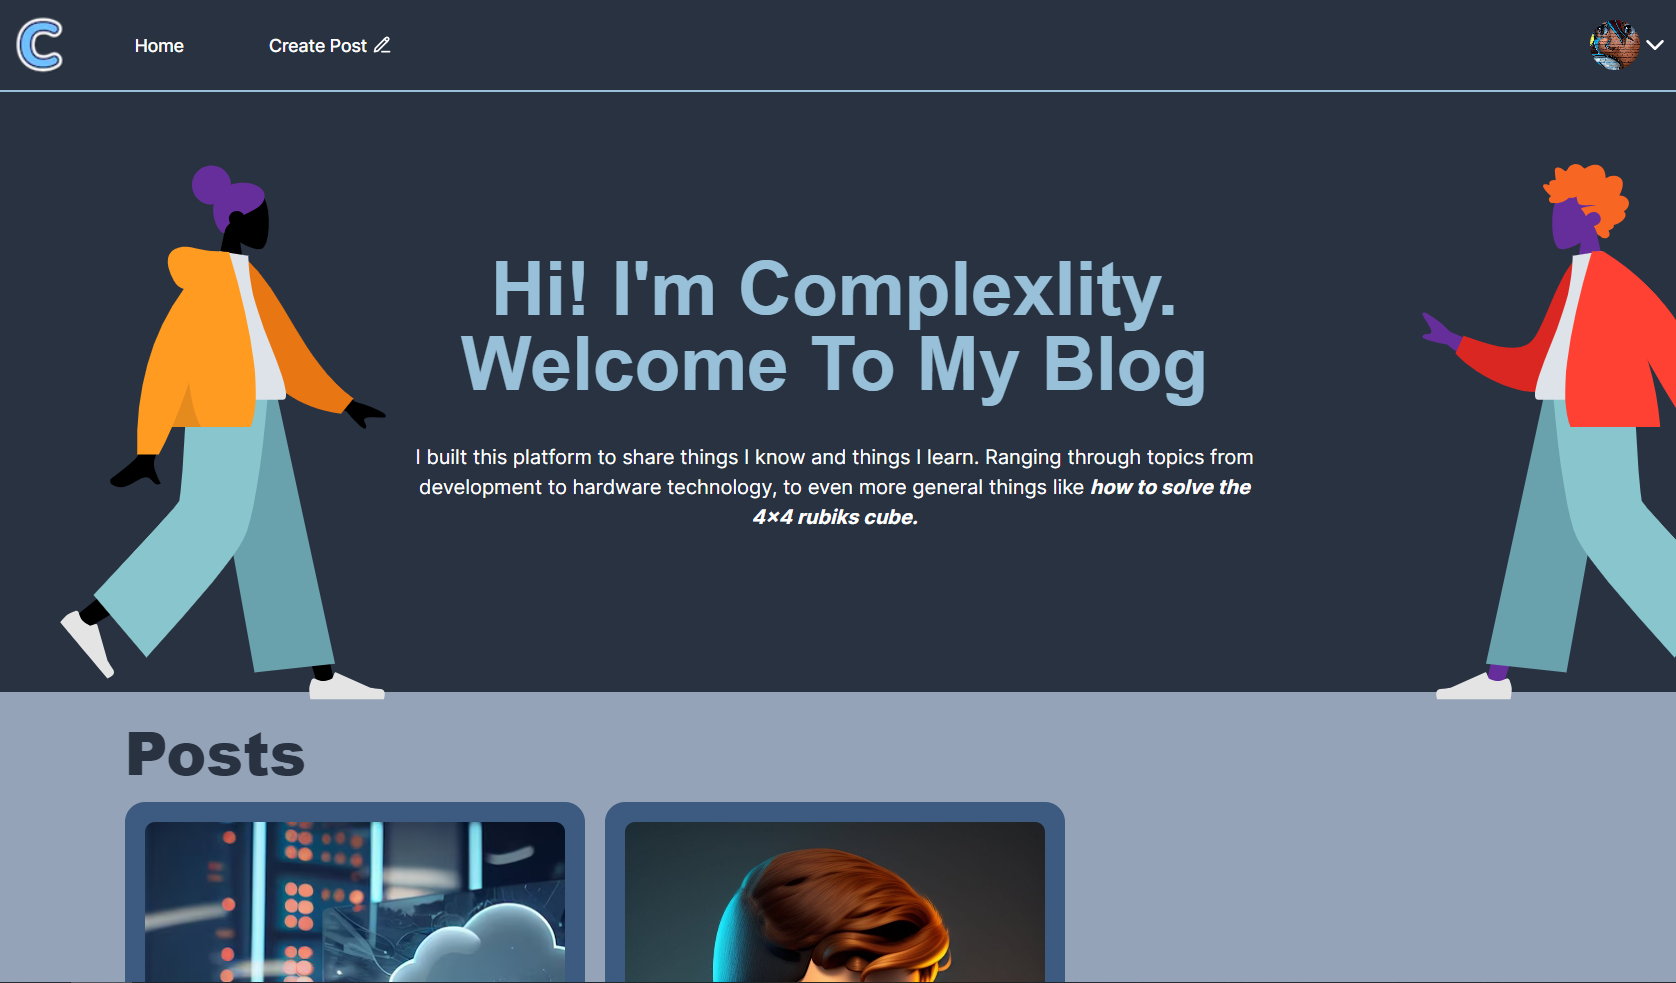 C
Home
Create Post
Hi! I'm Complexlity.
Welcome To My Blog
I built this platform to share things I know and things I learn. Ranging through topics from
development to hardware technology, to even more general things like how to solve the
4×4 rubiks cube.
Posts